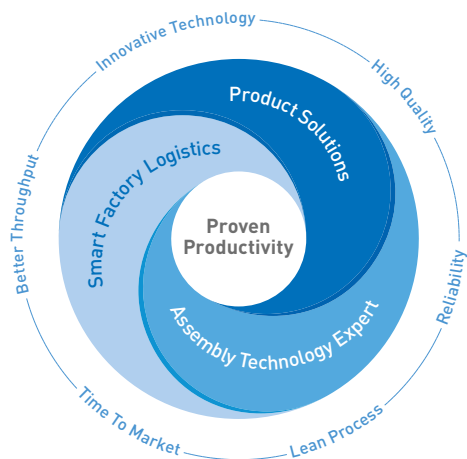 Innovative Technology
High Quality
Reliability
Lean Process
Time To Market
Better Throughput
Product Solutions
Assembly Technology Expert
Smart Factory Logistics
Proven
Productivity